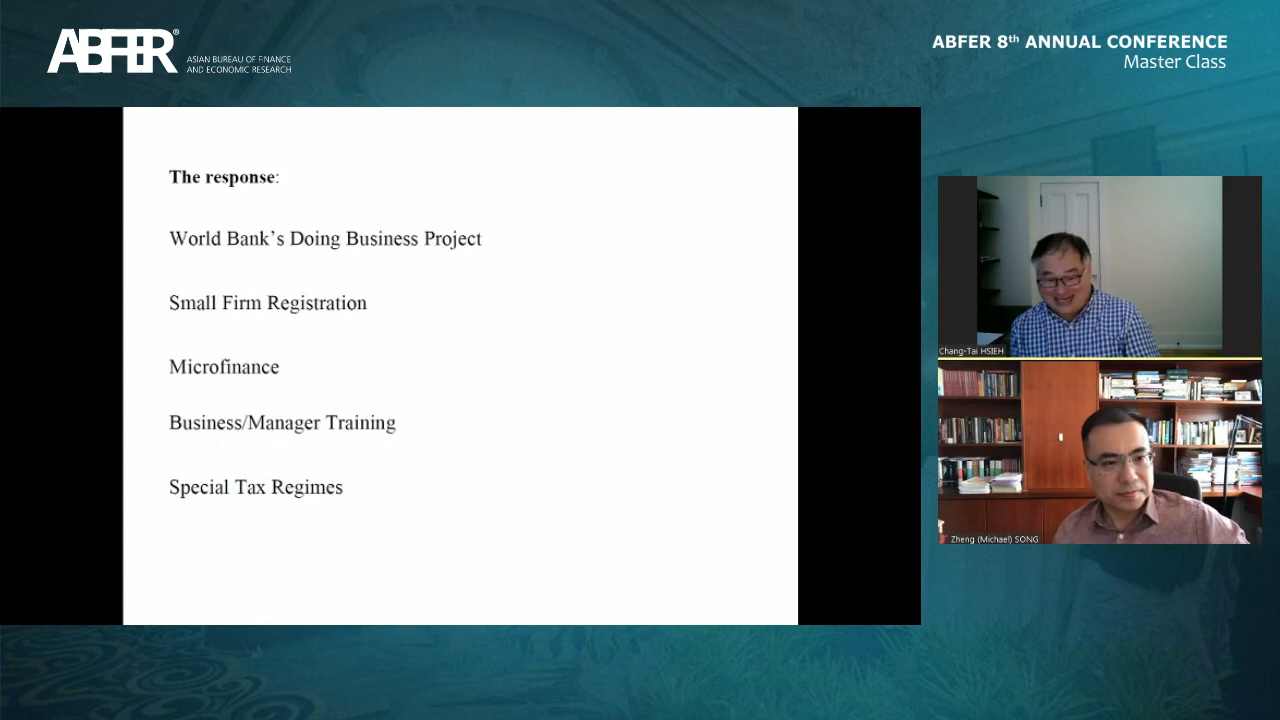 ABFER®
ASIAN BUREAU OF FINANCE
AND ECONOMIC RESEARCH
ABFER 8th ANNUAL CONFERENCE
Master Class
The response:
World Bank's Doing Business Project
Small Firm Registration
Microfinance
Business/Manager Training
Special Tax Regimes
Chang-Tai HSIEH
Zheng (Michael) SONG